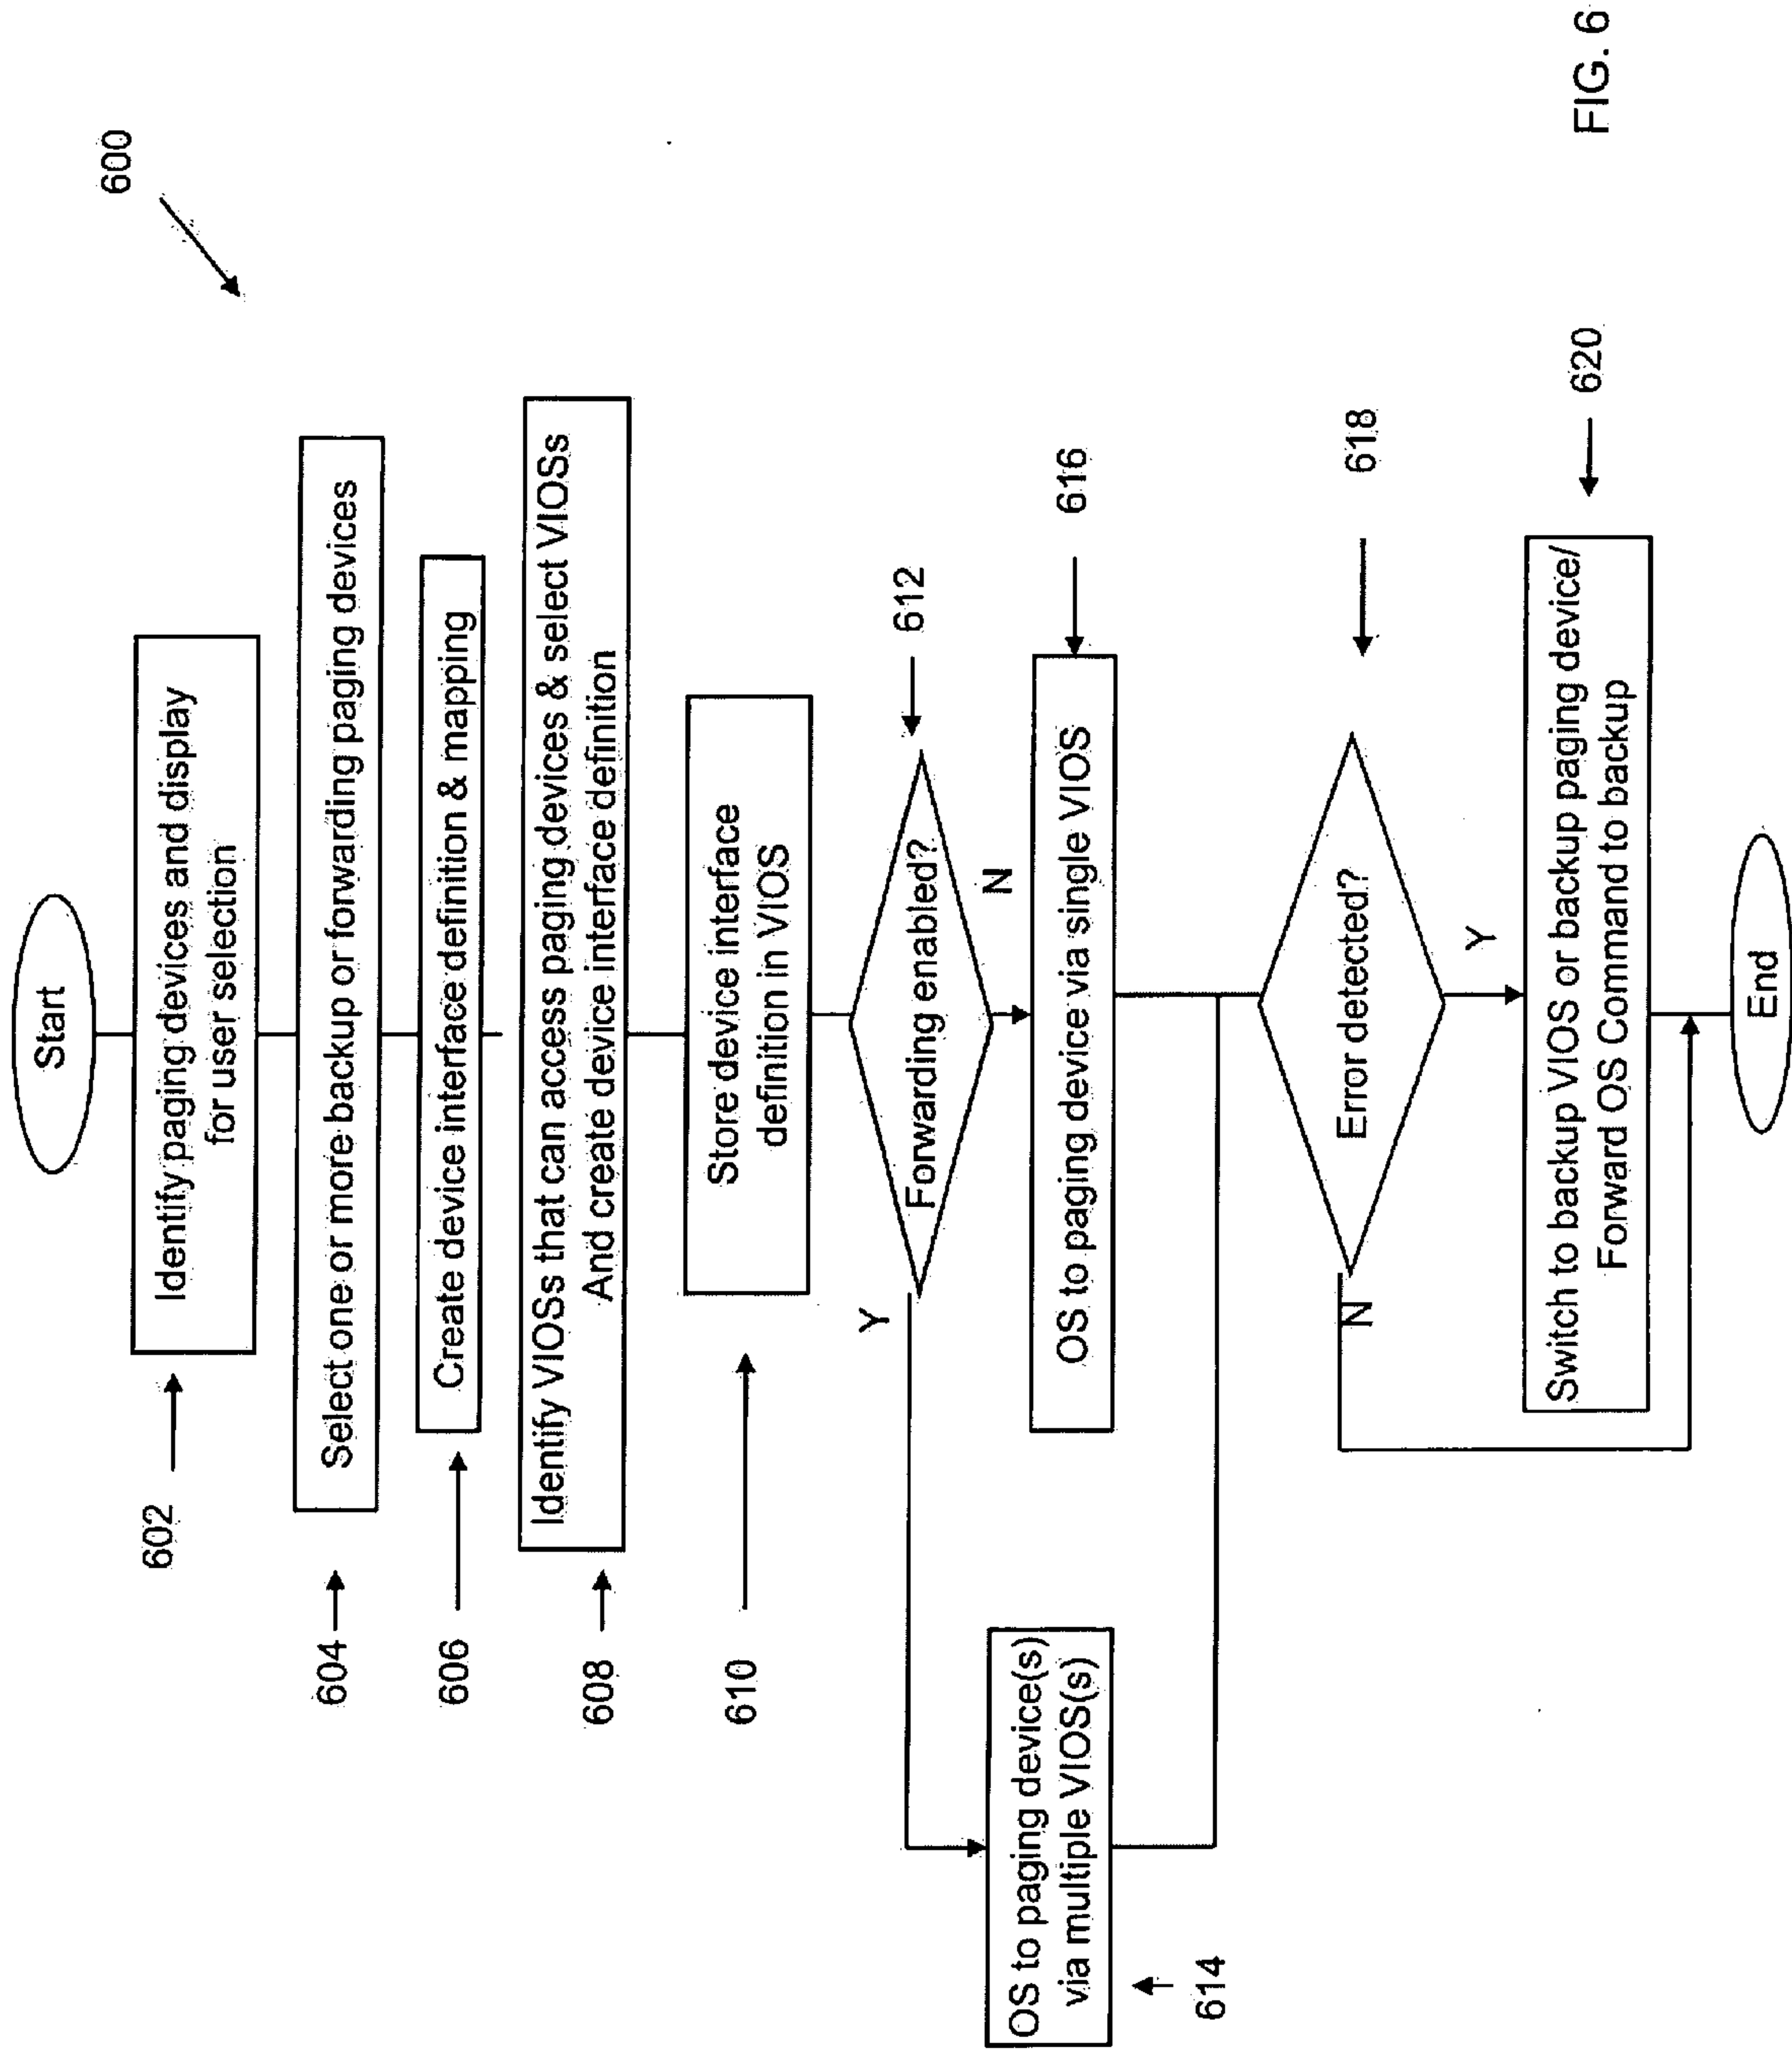 600
Start
602
Identify paging devices and display
for user selection
604
Select one or more backup or forwarding paging devices
606
Create device interface definition & mapping
608
Identify VIOSs that can access paging devices & select VIOSs
And create device interface definition
610
Store device interface
definition in VIOS
612
Forwarding enabled?
Y
N
614
OS to paging device(s)
via multiple VIOS(s)
616
OS to paging device via single VIOS
618
Error detected?
N
Y
620
Switch to backup VIOS or backup paging device/
Forward OS Command to backup
End
FIG. 6